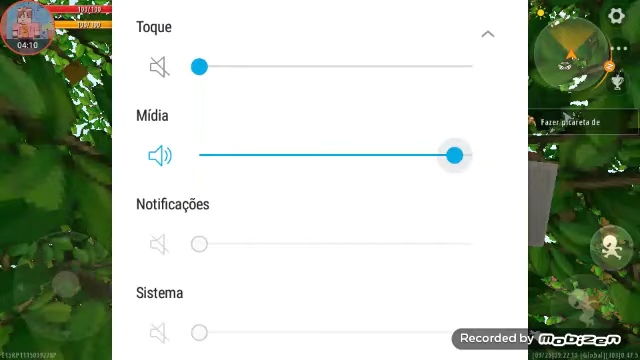 Toque
04:10
Mídia
Fazer picareta de
Notificações
Sistema
Recorded by MOBIZEN